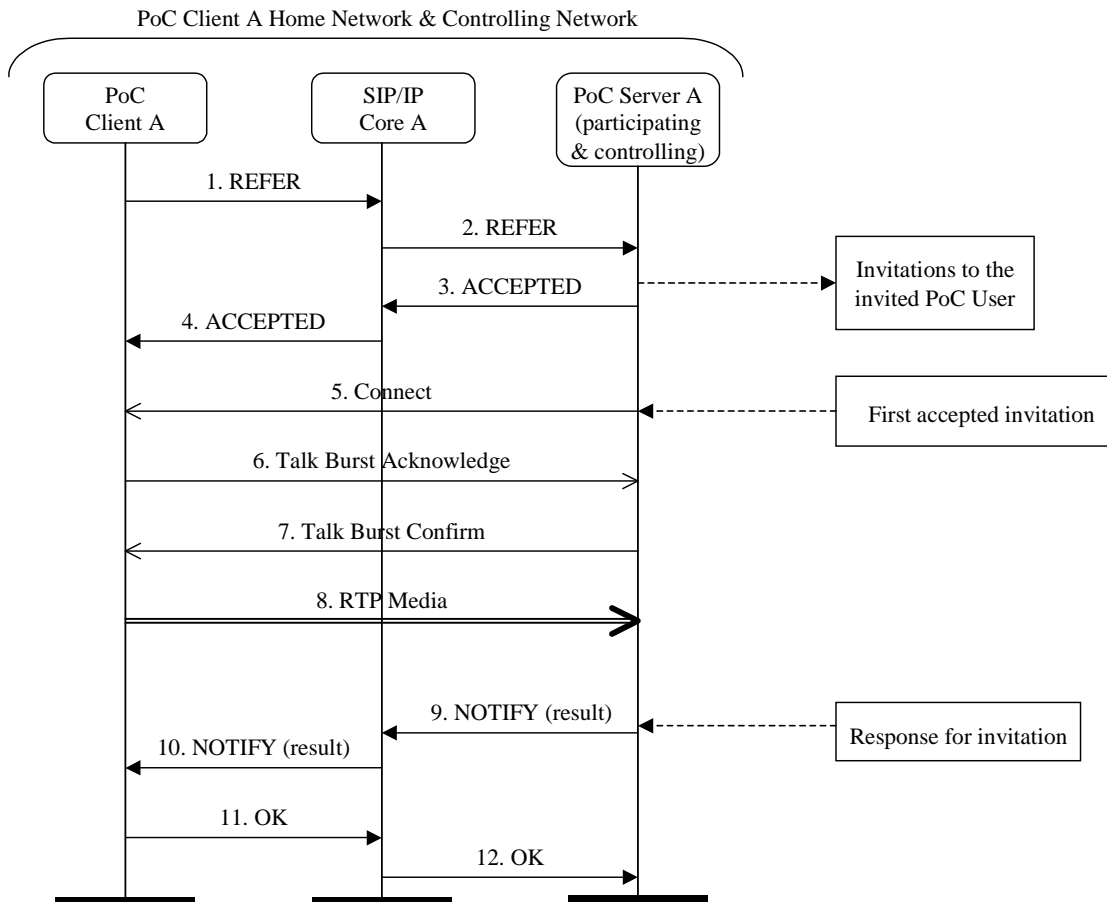 PoC Client A Home Network & Controlling Network
PoC
Client A
SIP/IP
Core A
PoC Server A
(participating
& controlling)
1. REFER
2. REFER
Invitations to the
invited PoC User
3. ACCEPTED
4. ACCEPTED
5. Connect
First accepted invitation
6. Talk Burst Acknowledge
7. Talk Burst Confirm
8. RTP Media
9. NOTIFY (result)
Response for invitation
10. NOTIFY (result)
11. OK
12. OK